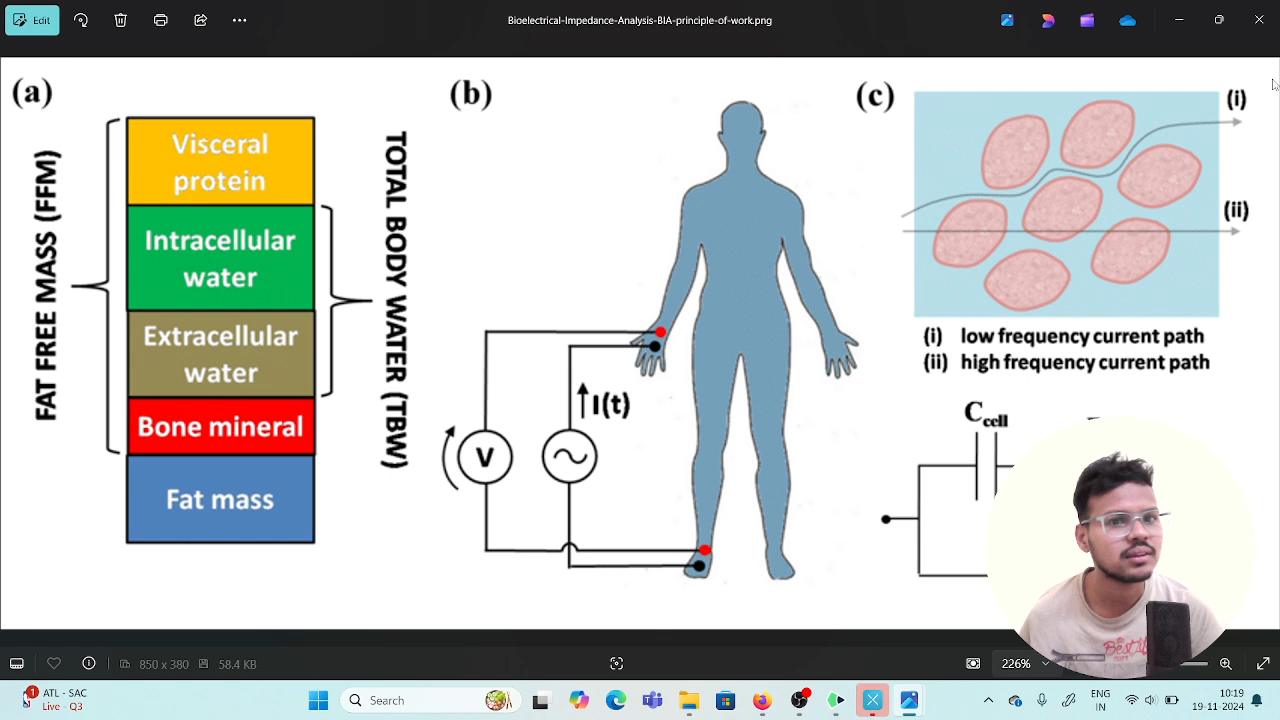 Edit
Bioelectrical-Impedance-Analysis-BIA-principle-of-work.png
(a)
FAT FREE MASS (FFM)
Visceral
protein
Intracellular
water
Extracellular
water
Bone mineral
Fat mass
TOTAL BODY WATER (TBW)
(b)
I(t)
V
(c)
(i)
(ii)
(i) low frequency current path
(ii) high frequency current path
Ccell
850 x 380
58.4 KB
226%
1
ATL - SAC
Live - Q3
Search
ENG
IN
10:19
19-11-2024